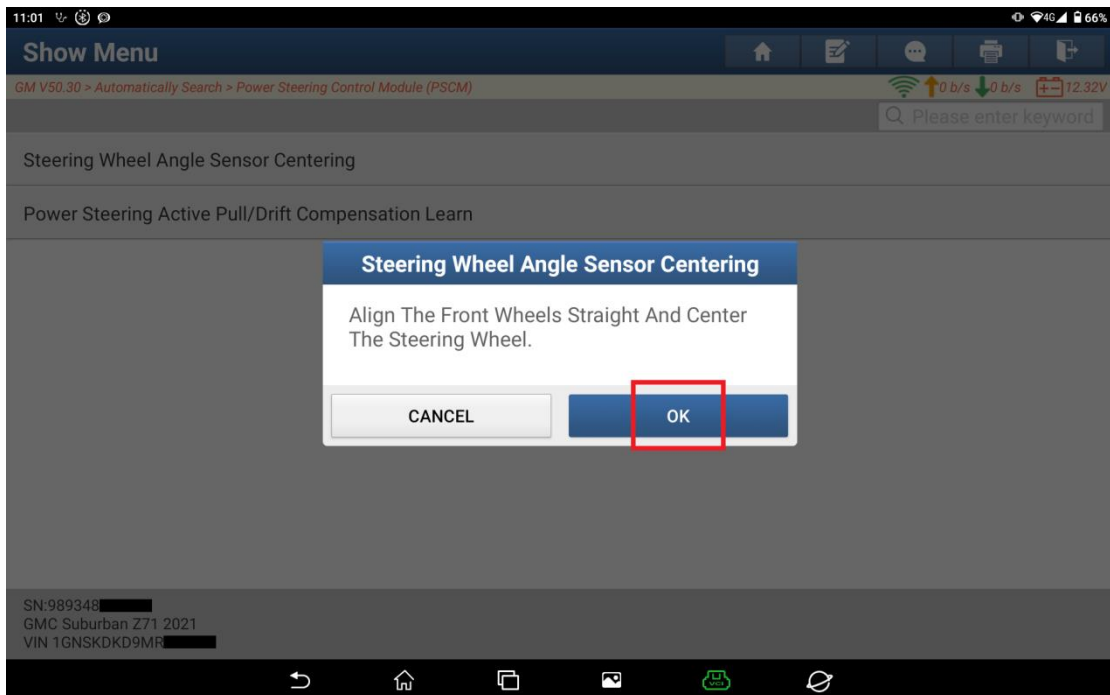 11:01 4G 66%
Show Menu
GM V50.30 > Automatically Search > Power Steering Control Module (PSCM) 0 b/s 0 b/s 12.32V
Please enter keyword
Steering Wheel Angle Sensor Centering
Power Steering Active Pull/Drift Compensation Learn
Steering Wheel Angle Sensor Centering
Align The Front Wheels Straight And Center
The Steering Wheel.
CANCEL OK
SN:989348
GMC Suburban Z71 2021
VIN 1GNSKDKD9MR
VCI